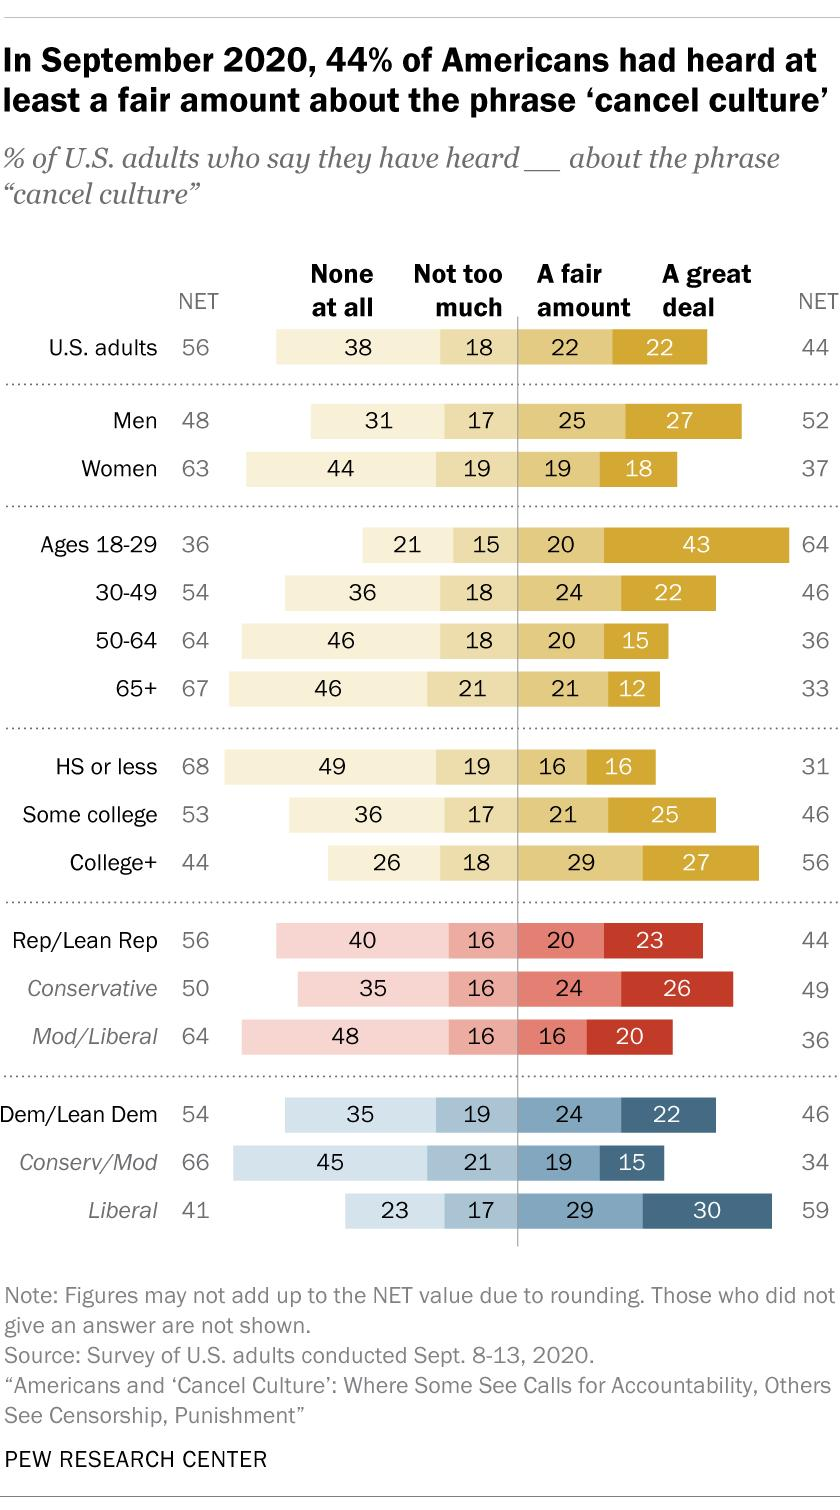 In September 2020, 44% of Americans had heard at
least a fair amount about the phrase ‘cancel culture’
% of U.S. adults who say they have heard __ about the phrase
“cancel culture”
NET None at all Not too much A fair amount A great deal NET
U.S. adults 56 38 18 22 22 44
Men 48 31 17 25 27 52
Women 63 44 19 19 18 37
Ages 18-29 36 21 15 20 43 64
30-49 54 36 18 24 22 46
50-64 64 46 18 20 15 36
65+ 67 46 21 21 12 33
HS or less 68 49 19 16 16 31
Some college 53 36 17 21 25 46
College+ 44 26 18 29 27 56
Rep/Lean Rep 56 40 16 20 23 44
Conservative 50 35 16 24 26 49
Mod/Liberal 64 48 16 16 20 36
Dem/Lean Dem 54 35 19 24 22 46
Conserv/Mod 66 45 21 19 15 34
Liberal 41 23 17 29 30 59
Note: Figures may not add up to the NET value due to rounding. Those who did not
give an answer are not shown.
Source: Survey of U.S. adults conducted Sept. 8-13, 2020.
“Americans and ‘Cancel Culture’: Where Some See Calls for Accountability, Others
See Censorship, Punishment”
PEW RESEARCH CENTER